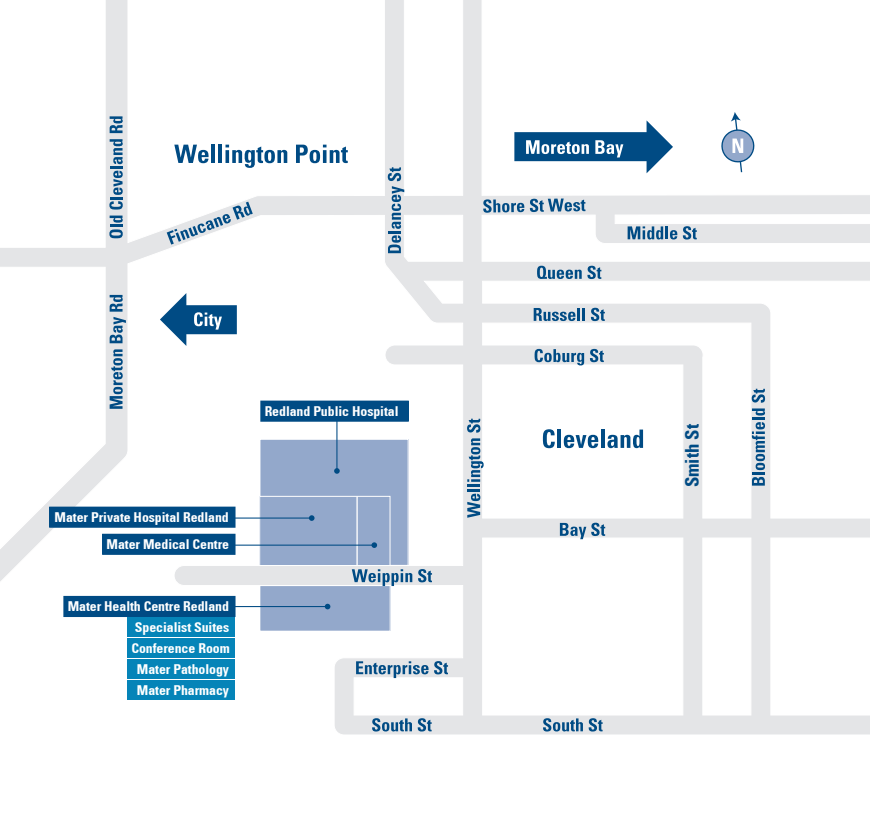 Old Cleveland Rd
Wellington Point
Moreton Bay
N
Finucane Rd
Delancey St
Shore St West
Middle St
Queen St
Moreton Bay Rd
City
Russell St
Coburg St
Redland Public Hospital
Wellington St
Cleveland
Smith St
Bloomfield St
Mater Private Hospital Redland
Mater Medical Centre
Bay St
Weippin St
Mater Health Centre Redland
Specialist Suites
Conference Room
Mater Pathology
Mater Pharmacy
Enterprise St
South St
South St